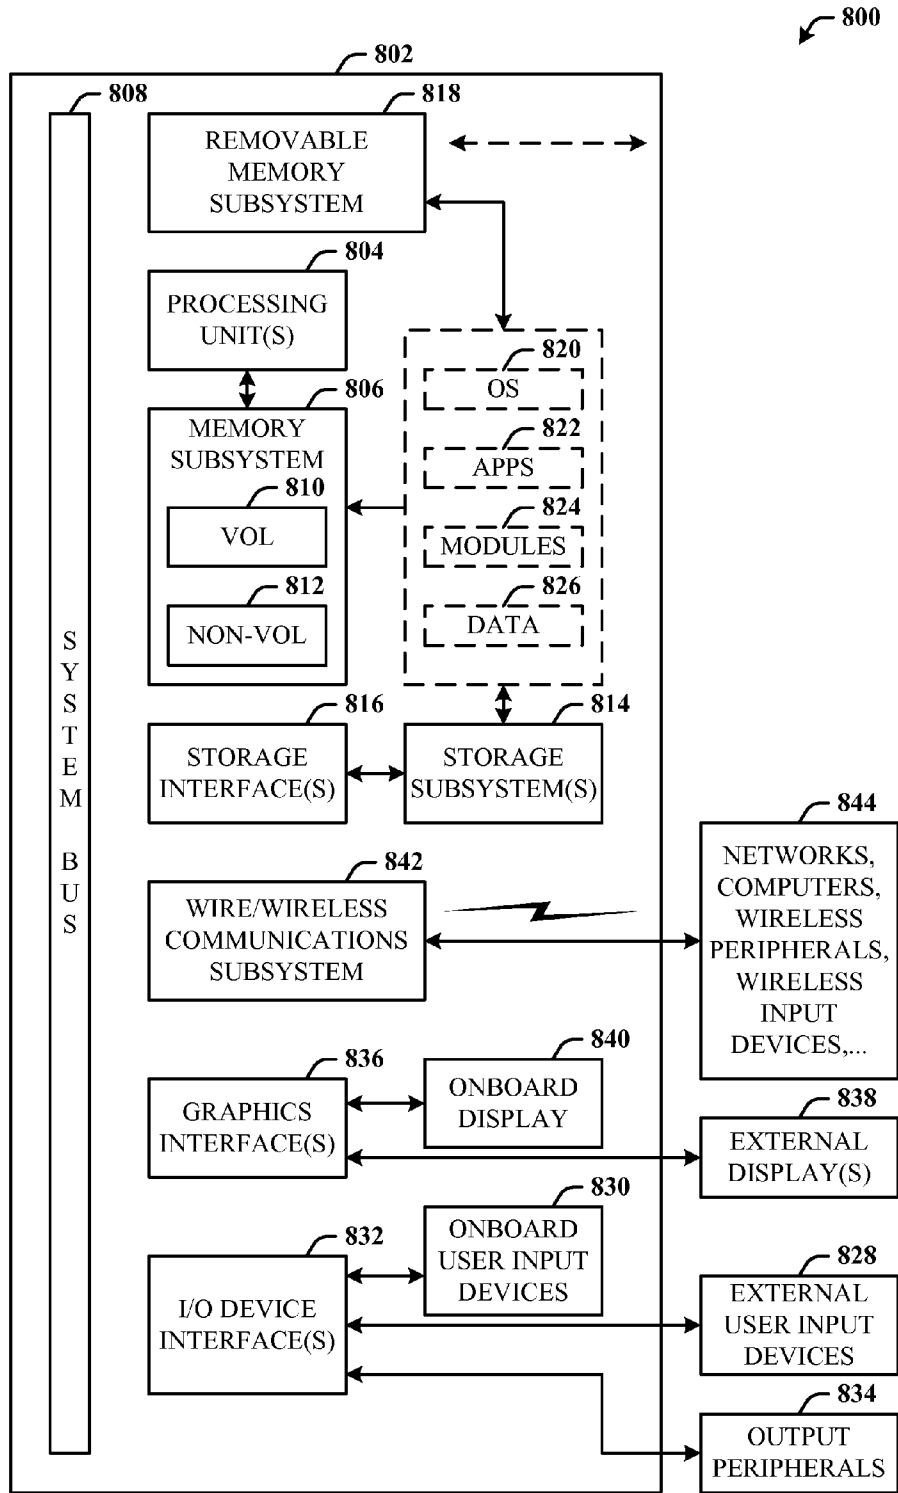 800
802
808
818
REMOVABLE
MEMORY
SUBSYSTEM
804
PROCESSING
UNIT(S)
806
MEMORY
SUBSYSTEM
810
VOL
812
NON-VOL
820
OS
822
APPS
824
MODULES
826
DATA
SYSTEM BUS
816
STORAGE
INTERFACE(S)
814
STORAGE
SUBSYSTEM(S)
842
WIRE/WIRELESS
COMMUNICATIONS
SUBSYSTEM
844
NETWORKS,
COMPUTERS,
WIRELESS
PERIPHERALS,
WIRELESS
INPUT
DEVICES,...
836
GRAPHICS
INTERFACE(S)
840
ONBOARD
DISPLAY
838
EXTERNAL
DISPLAY(S)
832
I/O DEVICE
INTERFACE(S)
830
ONBOARD
USER INPUT
DEVICES
828
EXTERNAL
USER INPUT
DEVICES
834
OUTPUT
PERIPHERALS